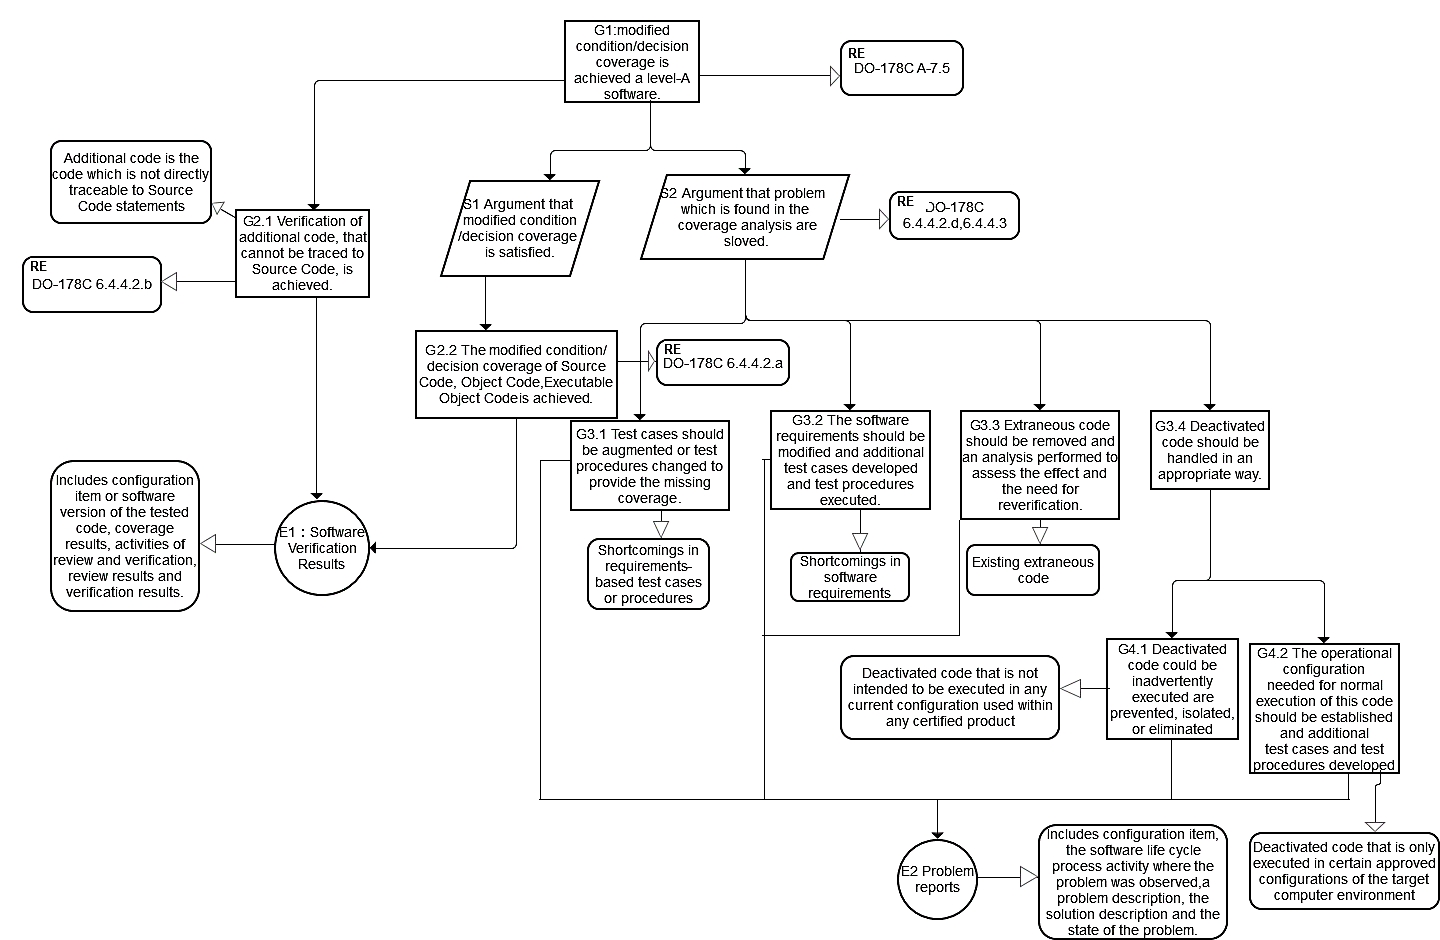 G1:modified
condition/decision
coverage is
achieved a level-A
software.
RE
DO-178C A-7.5
Additional code is the
code which is not directly
traceable to Source
Code statements
G2.1 Verification of
additional code, that
cannot be traced to
Source Code, is
achieved.
RE
DO-178C 6.4.4.2.b
S1 Argument that
modified condition
/decision coverage
is satisfied.
S2 Argument that problem
which is found in the
coverage analysis are
sloved.
RE
DO-178C
6.4.4.2.d,6.4.4.3
G2.2 The modified condition/
decision coverage of Source
Code, Object Code,Executable
Object Code is achieved.
RE
DO-178C 6.4.4.2.a
G3.1 Test cases should
be augmented or test
procedures changed to
provide the missing
coverage.
G3.2 The software
requirements should be
modified and additional
test cases developed
and test procedures
executed.
G3.3 Extraneous code
should be removed and
an analysis performed to
assess the effect and
the need for
reverification.
G3.4 Deactivated
code should be
handled in an
appropriate way.
Includes configuration
item or software
version of the tested
code, coverage
results, activities of
review and verification,
review results and
verification results.
E1：Software
Verification
Results
Shortcomings in
requirements-
based test cases
or procedures
Shortcomings in
software
requirements
Existing extraneous
code
Deactivated code that is not
intended to be executed in any
current configuration used within
any certified product
G4.1 Deactivated
code could be
inadvertently
executed are
prevented, isolated,
or eliminated
G4.2 The operational
configuration
needed for normal
execution of this code
should be established
and additional
test cases and test
procedures developed
E2 Problem
reports
Includes configuration item,
the software life cycle
process activity where the
problem was observed,a
problem description, the
solution description and the
state of the problem.
Deactivated code that is only
executed in certain approved
configurations of the target
computer environment